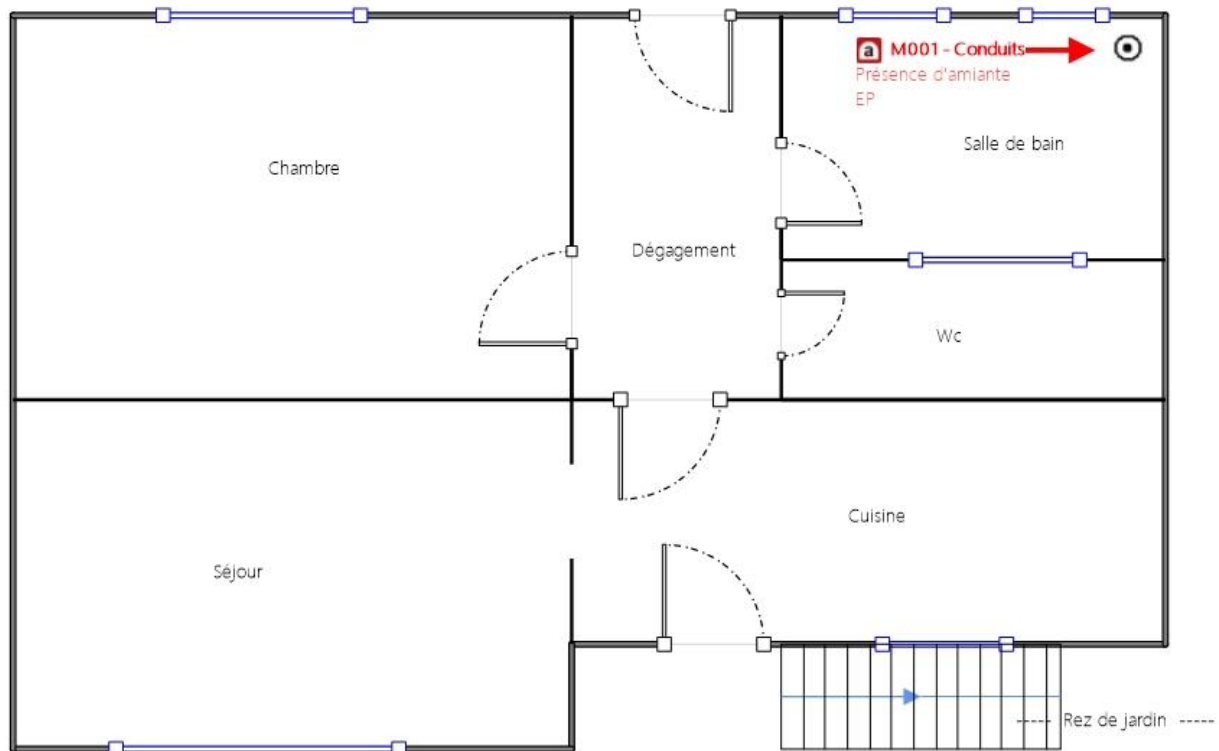 a M001 - Conduits
Présence d'amiante
EP
Salle de bain
Chambre
Dégagement
Wc
Cuisine
Séjour
----- Rez de jardin -----